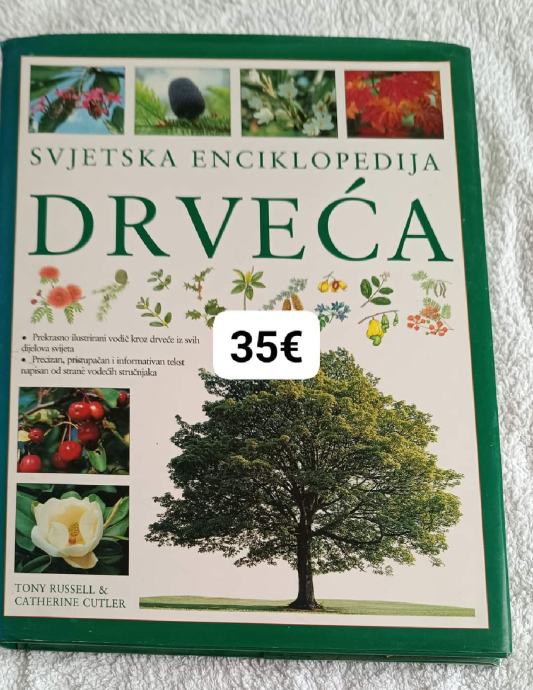 SVJETSKA ENCIKLOPEDIJA
DRVEĆA
• Prekrasno ilustrirani vodič kroz drveće iz svih
dijelova svijeta
• Precizan, pristupačan i informativan tekst
napisan od strane vodećih stručnjaka
35€
TONY RUSSELL &
CATHERINE CUTLER